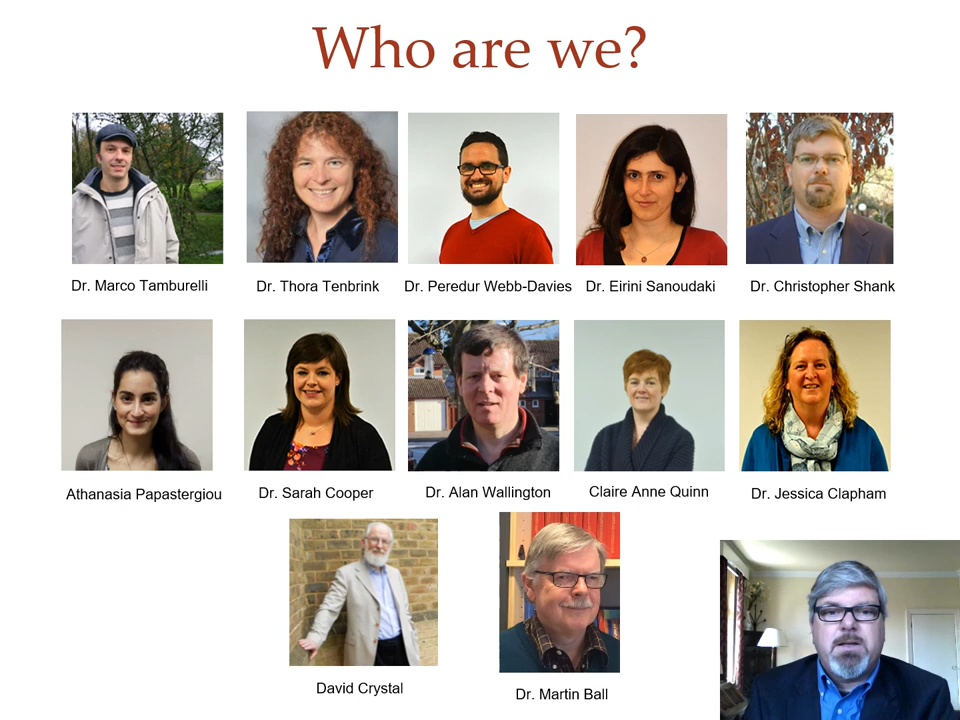 Who are we?
Dr. Marco Tamburelli
Dr. Thora Tenbrink
Dr. Peredur Webb-Davies
Dr. Eirini Sanoudaki
Dr. Christopher Shank
Athanasia Papastergiou
Dr. Sarah Cooper
Dr. Alan Wallington
Claire Anne Quinn
Dr. Jessica Clapham
David Crystal
Dr. Martin Ball